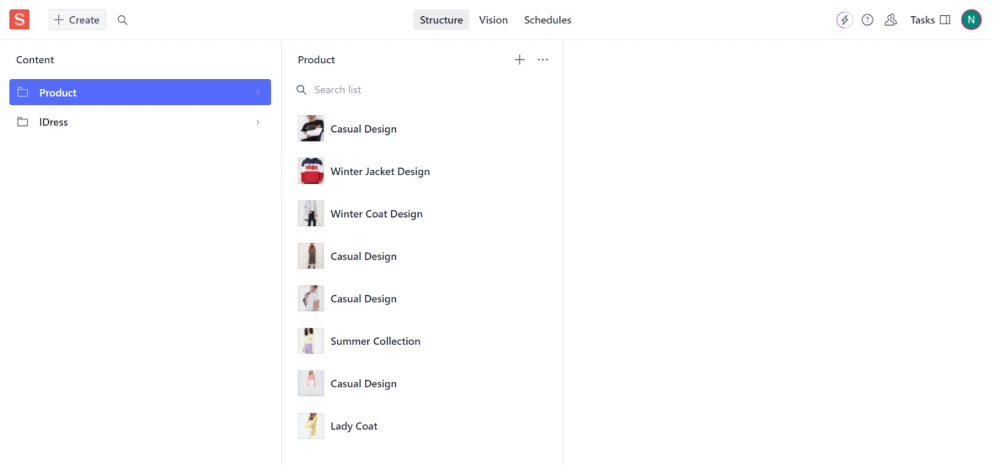 S
Create
Structure
Vision
Schedules
Tasks
N
Content
Product
lDress
Product
Search list
Casual Design
Winter Jacket Design
Winter Coat Design
Casual Design
Casual Design
Summer Collection
Casual Design
Lady Coat